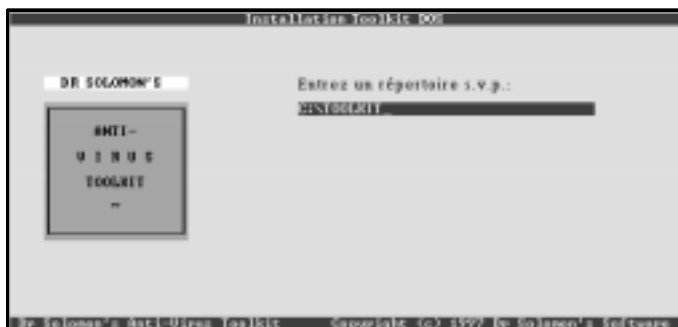 Installation Toolkit DOS
DR SOLOMON'S
Entrez un répertoire s.v.p.:
C:\TOOLKIT_
ANTI-
VIRUS
TOOLKIT
Dr Solomon's Anti-Virus Toolkit Copyright (c) 1997 Dr Solomon's Software